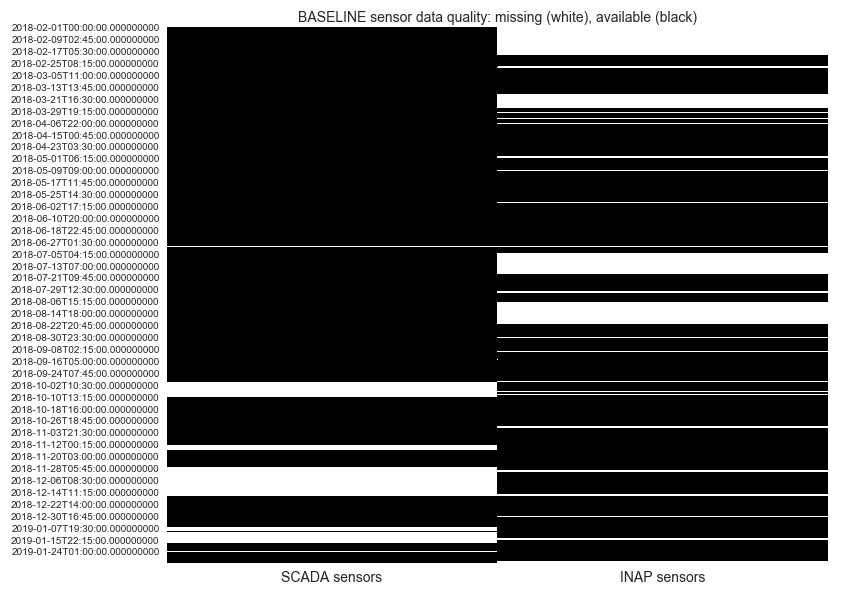 BASELINE sensor data quality: missing (white), available (black)
2018-02-01T00:00:00.000000000
2018-02-09T02:45:00.000000000
2018-02-17T05:30:00.000000000
2018-02-25T08:15:00.000000000
2018-03-05T11:00:00.000000000
2018-03-13T13:45:00.000000000
2018-03-21T16:30:00.000000000
2018-03-29T19:15:00.000000000
2018-04-06T22:00:00.000000000
2018-04-15T00:45:00.000000000
2018-04-23T03:30:00.000000000
2018-05-01T06:15:00.000000000
2018-05-09T09:00:00.000000000
2018-05-17T11:45:00.000000000
2018-05-25T14:30:00.000000000
2018-06-02T17:15:00.000000000
2018-06-10T20:00:00.000000000
2018-06-18T22:45:00.000000000
2018-06-27T01:30:00.000000000
2018-07-05T04:15:00.000000000
2018-07-13T07:00:00.000000000
2018-07-21T09:45:00.000000000
2018-07-29T12:30:00.000000000
2018-08-06T15:15:00.000000000
2018-08-14T18:00:00.000000000
2018-08-22T20:45:00.000000000
2018-08-30T23:30:00.000000000
2018-09-08T02:15:00.000000000
2018-09-16T05:00:00.000000000
2018-09-24T07:45:00.000000000
2018-10-02T10:30:00.000000000
2018-10-10T13:15:00.000000000
2018-10-18T16:00:00.000000000
2018-10-26T18:45:00.000000000
2018-11-03T21:30:00.000000000
2018-11-12T00:15:00.000000000
2018-11-20T03:00:00.000000000
2018-11-28T05:45:00.000000000
2018-12-06T08:30:00.000000000
2018-12-14T11:15:00.000000000
2018-12-22T14:00:00.000000000
2018-12-30T16:45:00.000000000
2019-01-07T19:30:00.000000000
2019-01-15T22:15:00.000000000
2019-01-24T01:00:00.000000000
SCADA sensors
INAP sensors